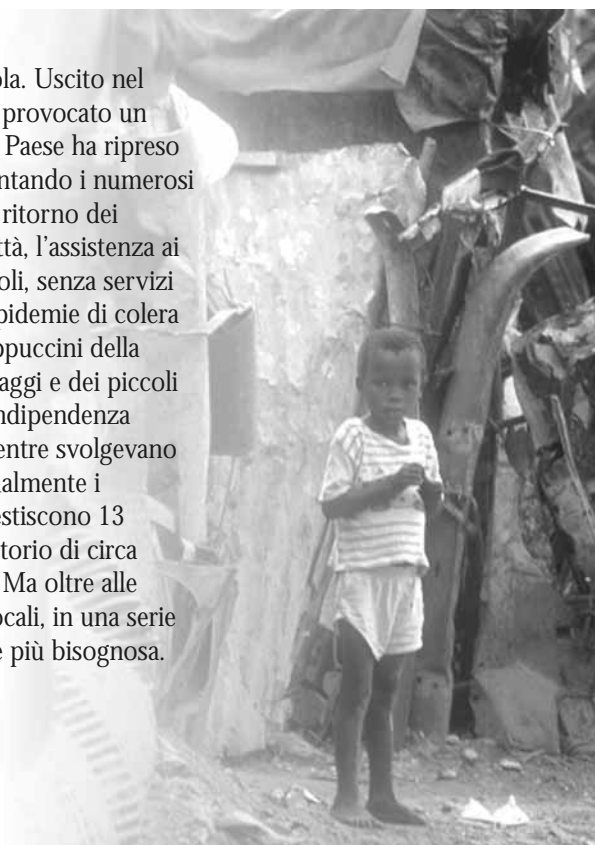 ola. Uscito nel
provocato un
Paese ha ripreso
ntando i numerosi
ritorno dei
ttà, l'assistenza ai
oli, senza servizi
pidemie di colera
ppuccini della
aggi e dei piccoli
ndipendenza
entre svolgevano
almente i
estiscono 13
torio di circa
Ma oltre alle
ocali, in una serie
e più bisognosa.